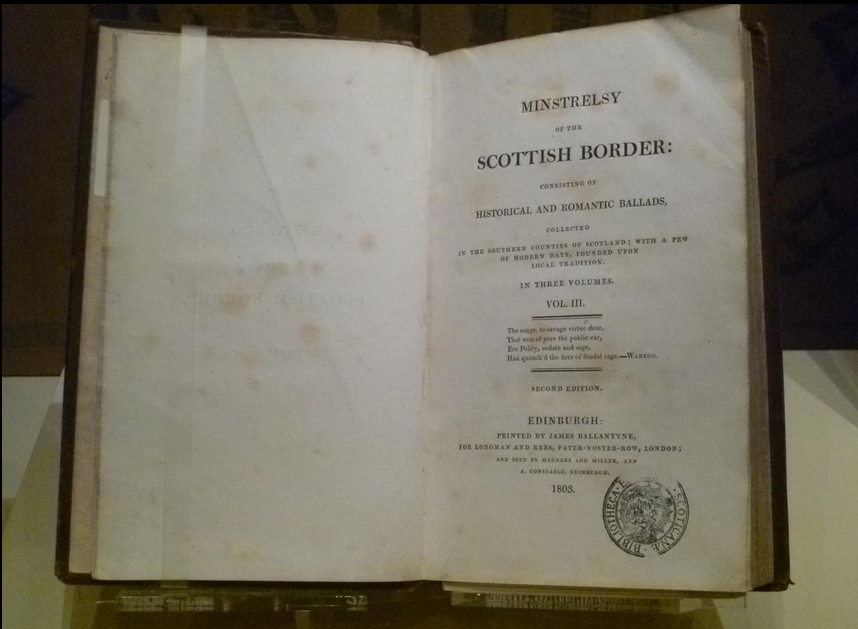 MINSTRELSY
OF THE
SCOTTISH BORDER:
CONSISTING OF
HISTORICAL AND ROMANTIC BALLADS,
COLLECTED
IN THE SOUTHERN COUNTIES OF SCOTLAND; WITH A FEW
OF MODERN DATE, FOUNDED UPON
LOCAL TRADITION.
IN THREE VOLUMES.
VOL. III.
The songs, to savage virtue dear,
That won of yore the public ear,
Ere Polity, sedate and sage,
Had quench'd the fires of feudal rage.—WARTON.
SECOND EDITION.
EDINBURGH:
PRINTED BY JAMES BALLANTYNE,
FOR LONGMAN AND REES, PATER-NOSTER-ROW, LONDON;
AND SOLD BY MANNERS AND MILLER, AND
A. CONSTABLE, EDINBURGH.
1803.
BIBLIOTHECA SCOTICANÆ